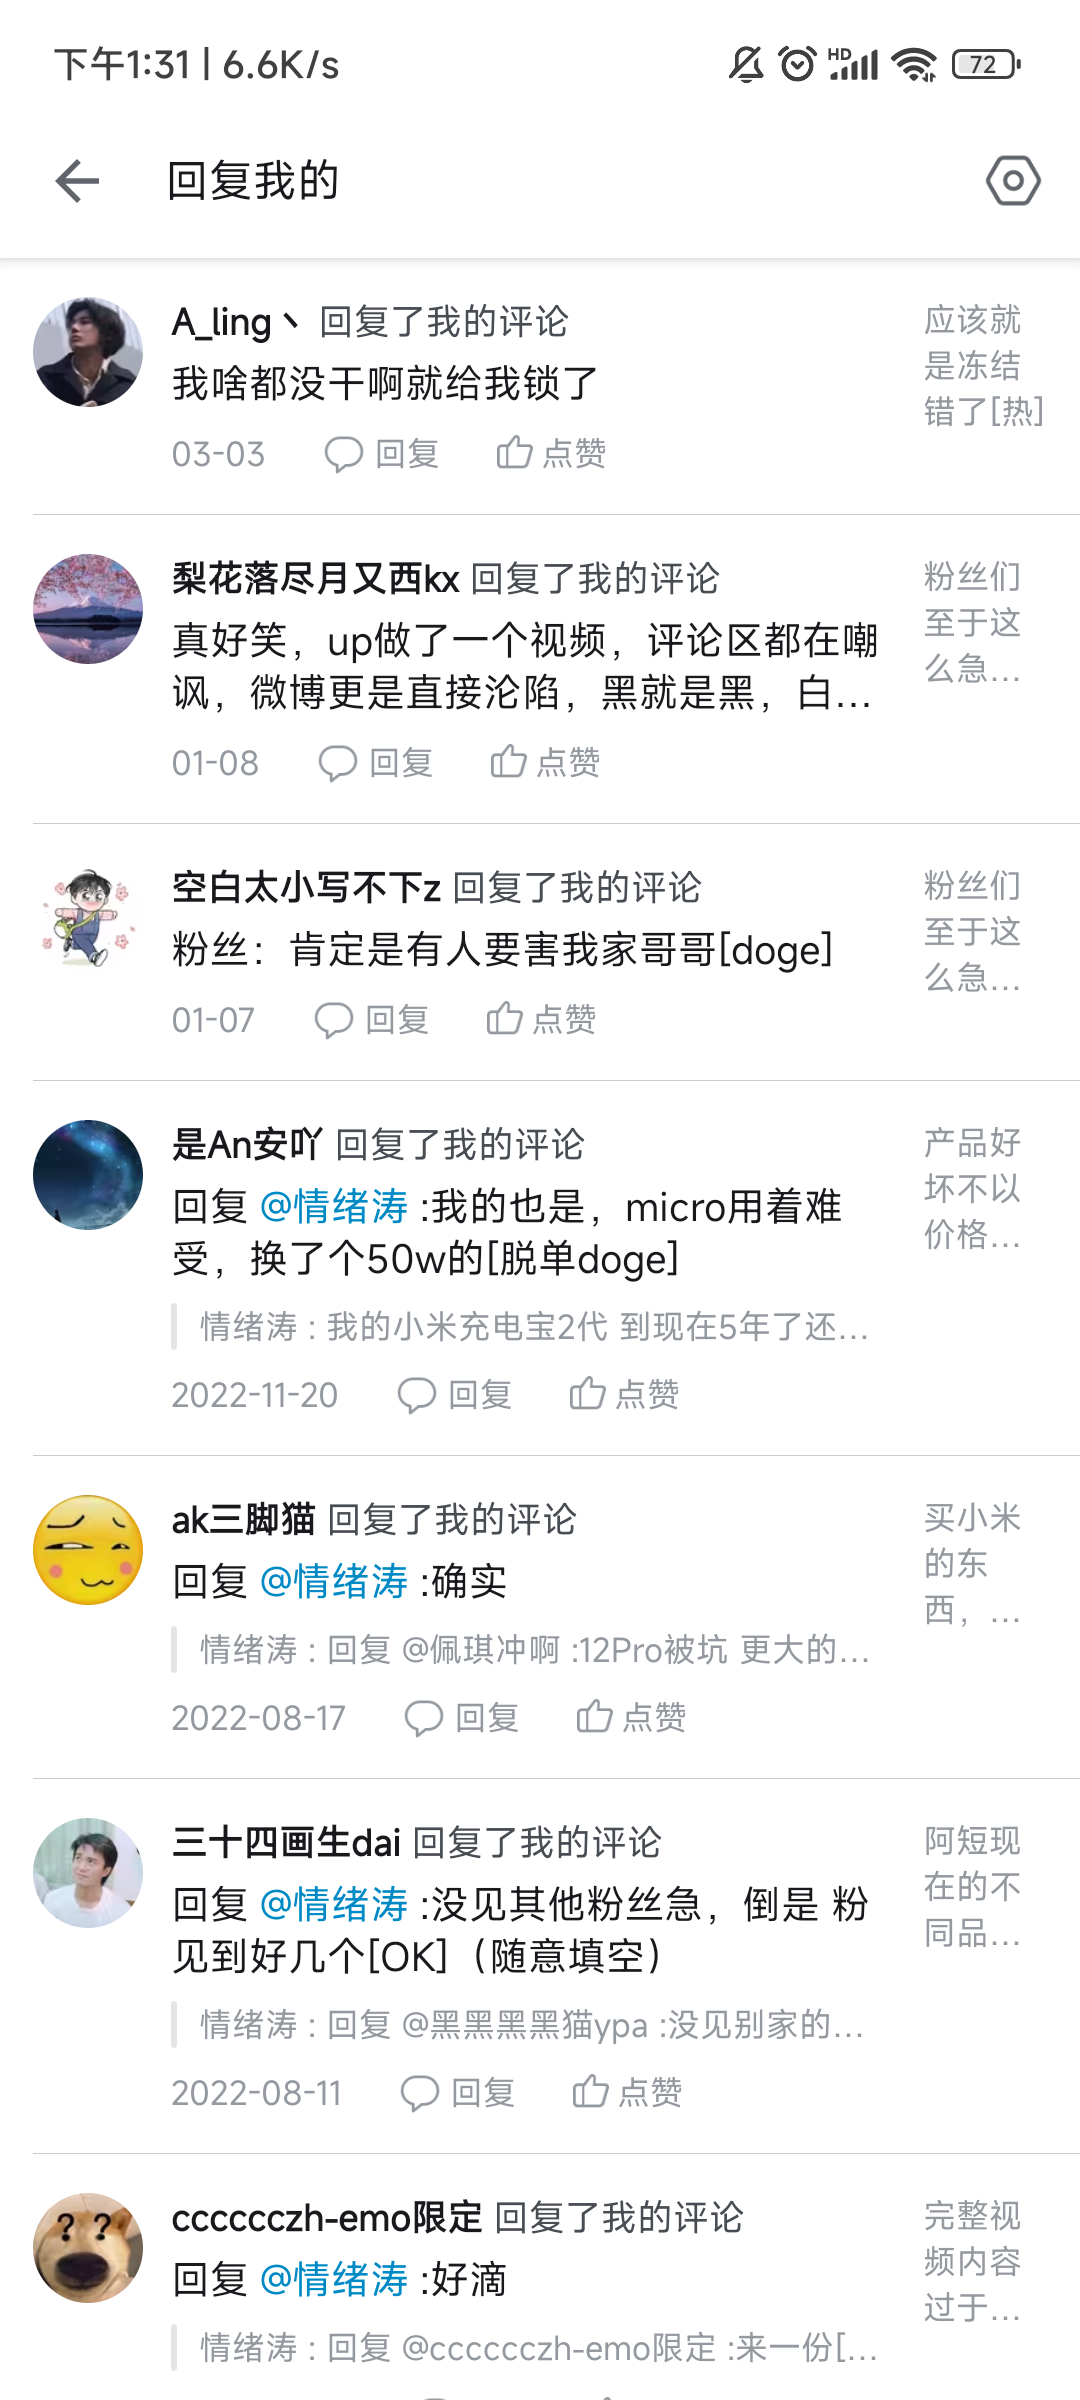 下午1:31 | 6.6K/s
HD
72
回复我的
A_ling丶 回复了我的评论
我啥都没干啊就给我锁了
03-03 回复 点赞
应该就
是冻结
错了[热]
梨花落尽月又西kx 回复了我的评论
真好笑，up做了一个视频，评论区都在嘲
讽，微博更是直接沦陷，黑就是黑，白...
01-08 回复 点赞
粉丝们
至于这
么急...
空白太小写不下z 回复了我的评论
粉丝：肯定是有人要害我家哥哥[doge]
01-07 回复 点赞
粉丝们
至于这
么急...
是An安吖 回复了我的评论
回复 @情绪涛 :我的也是，micro用着难
受，换了个50w的[脱单doge]
情绪涛 : 我的小米充电宝2代 到现在5年了还...
2022-11-20 回复 点赞
产品好
坏不以
价格...
ak三脚猫 回复了我的评论
回复 @情绪涛 :确实
情绪涛 : 回复 @佩琪冲啊 :12Pro被坑 更大的...
2022-08-17 回复 点赞
买小米
的东
西，...
三十四画生dai 回复了我的评论
回复 @情绪涛 :没见其他粉丝急，倒是 粉
见到好几个[OK]（随意填空）
情绪涛 : 回复 @黑黑黑黑猫ypa :没见别家的...
2022-08-11 回复 点赞
阿短现
在的不
同品...
cccccczh-emo限定 回复了我的评论
回复 @情绪涛 :好滴
情绪涛 : 回复 @cccccczh-emo限定 :来一份[...
完整视
频内容
过于...
? ?